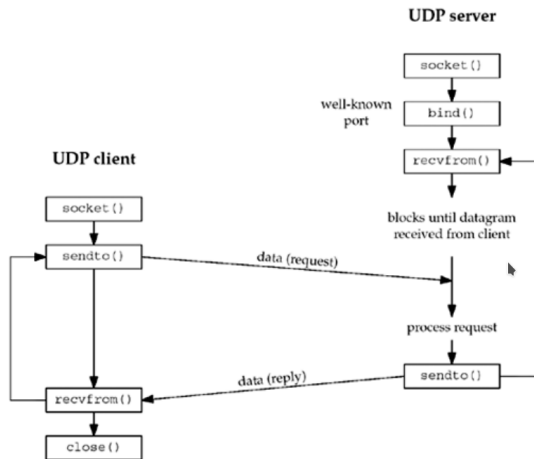 UDP server
socket()
well-known
port
bind()
UDP client
recvfrom()
socket()
blocks until datagram
received from client
sendto()
data (request)
process request
data (reply)
sendto()
recvfrom()
close()